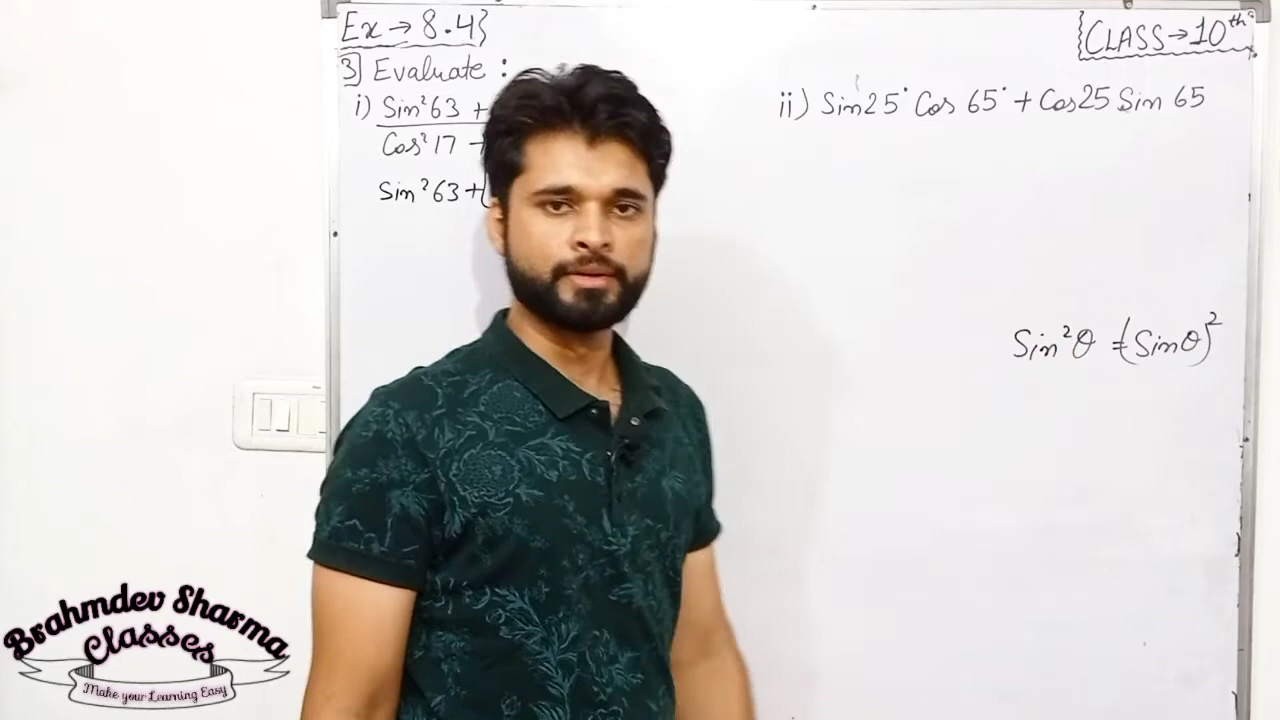 Ex → 8.4}
CLASS→10th
3] Evaluate :
i) Sin²63 +
Cos²17 +
Sin²63+(
ii) Sin25° Cos 65° + Cos25 Sin 65
Sin²θ = (Sinθ)²
Brahmdev Sharma
Classes
Make your Learning Easy